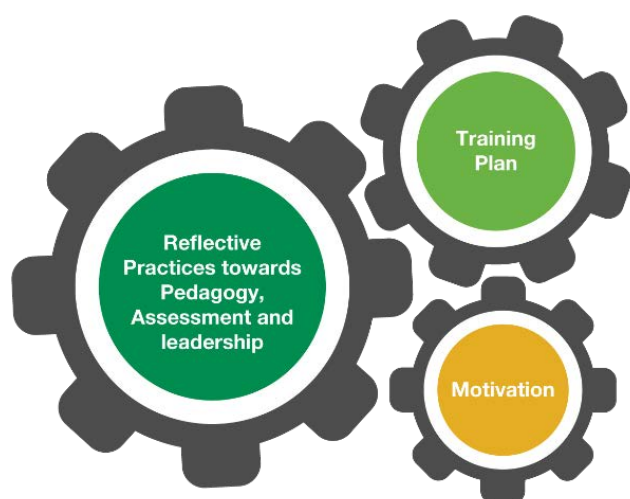 Reflective
Practices towards
Pedagogy,
Assessment and
leadership
Training
Plan
Motivation